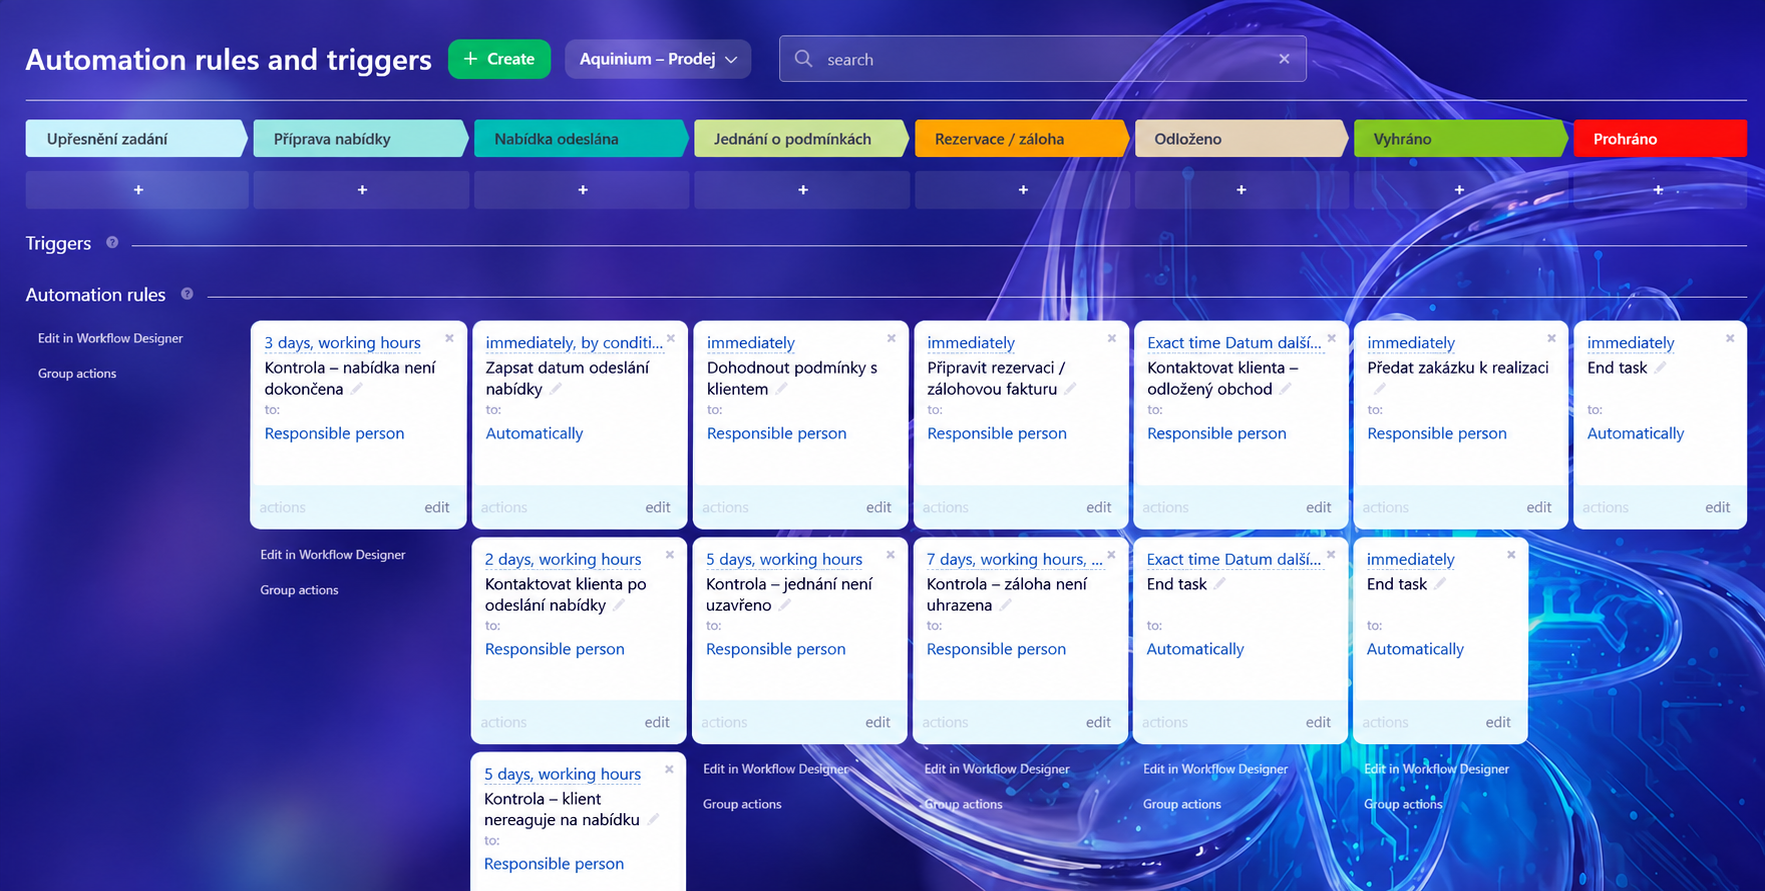 Automation rules and triggers
+ Create
Aquinium – Prodej
search
Upřesnění zadání
Příprava nabídky
Nabídka odeslána
Jednání o podmínkách
Rezervace / záloha
Odloženo
Vyhráno
Prohráno
+ + + + + + + +
Triggers ?
Automation rules ?
Edit in Workflow Designer
Group actions
3 days, working hours
Kontrola – nabídka není
dokončena
to:
Responsible person
actions edit
Edit in Workflow Designer
Group actions
immediately, by conditi...
Zapsat datum odeslání
nabídky
to:
Automatically
actions edit
2 days, working hours
Kontaktovat klienta po
odeslání nabídky
to:
Responsible person
actions edit
5 days, working hours
Kontrola – klient
nereaguje na nabídku
to:
Responsible person
immediately
Dohodnout podmínky s
klientem
to:
Responsible person
actions edit
5 days, working hours
Kontrola – jednání není
uzavřeno
to:
Responsible person
actions edit
Edit in Workflow Designer
Group actions
immediately
Připravit rezervaci /
zálohovou fakturu
to:
Responsible person
actions edit
7 days, working hours, ...
Kontrola – záloha není
uhrazena
to:
Responsible person
actions edit
Edit in Workflow Designer
Group actions
Exact time Datum další...
Kontaktovat klienta –
odložený obchod
to:
Responsible person
actions edit
Exact time Datum dalši...
End task
to:
Automatically
actions edit
Edit in Workflow Designer
Group actions
immediately
Předat zakázku k realizaci
to:
Responsible person
actions edit
immediately
End task
to:
Automatically
actions edit
Edit in Workflow Designer
Group actions
immediately
End task
to:
Automatically
actions edit